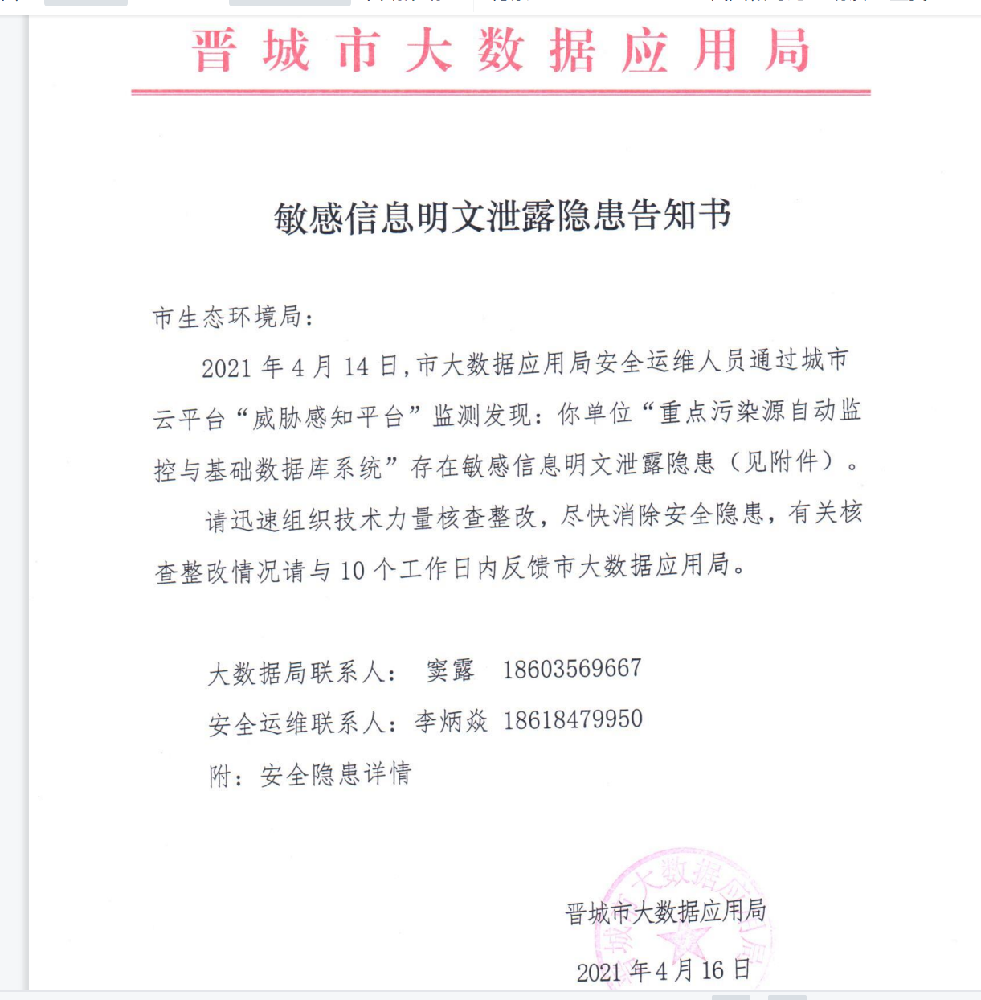 晋城市大数据应用局
敏感信息明文泄露隐患告知书
市生态环境局：
2021 年 4 月 14 日，市大数据应用局安全运维人员通过城市
云平台“威胁感知平台”监测发现：你单位“重点污染源自动监
控与基础数据库系统”存在敏感信息明文泄露隐患（见附件）。
请迅速组织技术力量核查整改，尽快消除安全隐患，有关核
查整改情况请与 10 个工作日内反馈市大数据应用局。
大数据局联系人： 窦露 18603569667
安全运维联系人：李炳焱 18618479950
附：安全隐患详情
晋城市大数据应用局
晋城市大数据应用局
2021 年 4 月 16 日